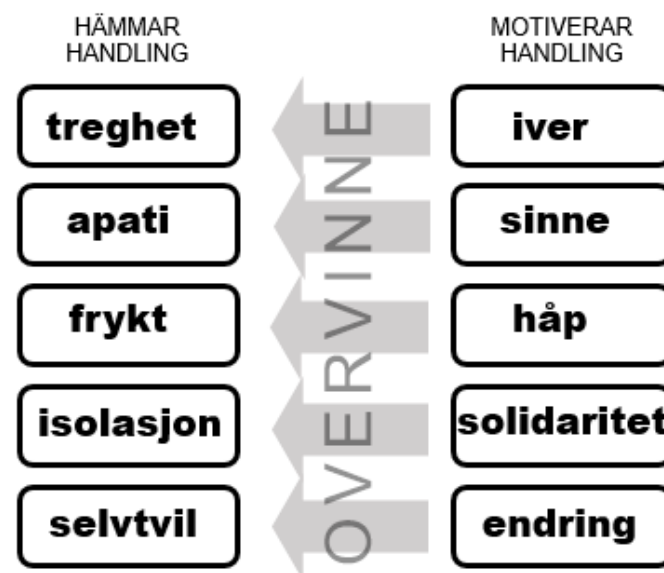 HÄMMAR
HANDLING
MOTIVERAR
HANDLING
treghet
iver
apati
sinne
frykt
håp
isolasjon
solidaritet
selvtvil
endring
OVERVINNE